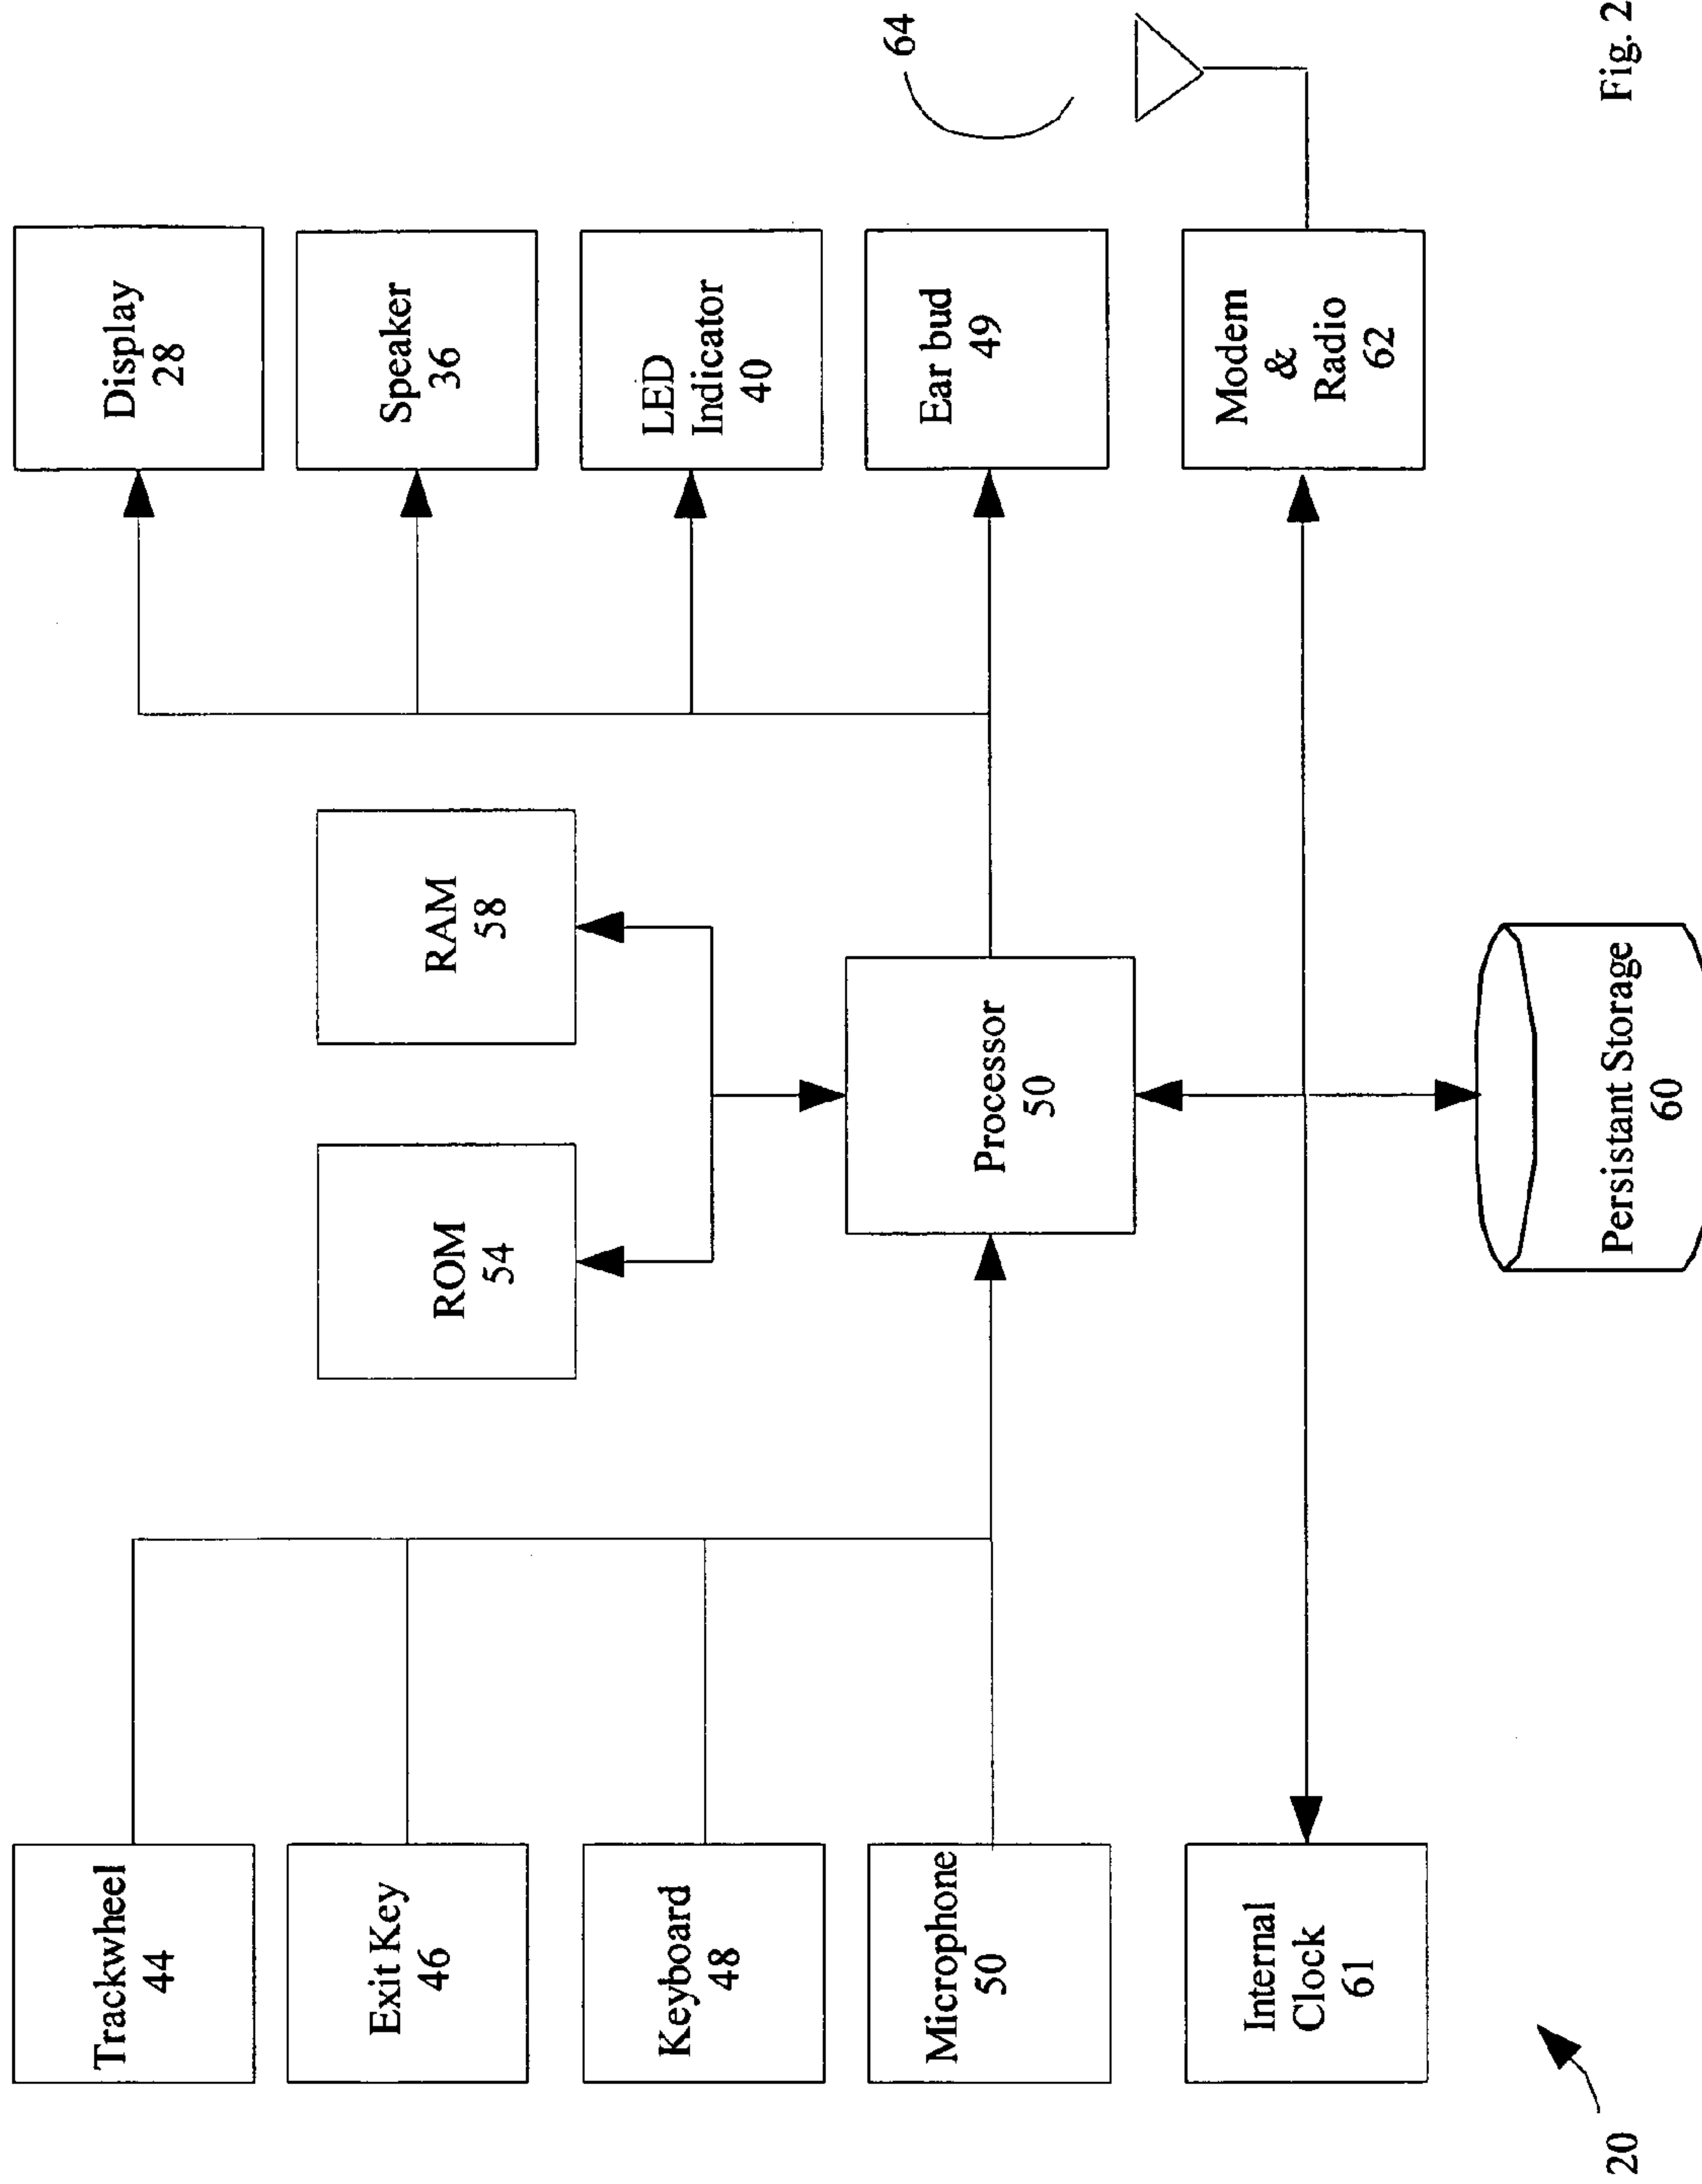 Trackwheel
44
Exit Key
46
Keyboard
48
Microphone
50
Internal
Clock
61
20
ROM
54
RAM
58
Processor
50
Persistant Storage
60
Display
28
Speaker
36
LED
Indicator
40
Ear bud
49
Modem
&
Radio
62
64
Fig. 2